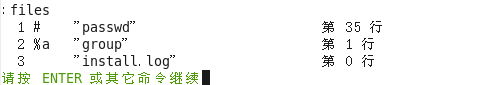 :files
1 #    "passwd"    第 35 行
2 %a   "group"    第 1 行
3      "install.log"    第 0 行
请按 ENTER 或其它命令继续